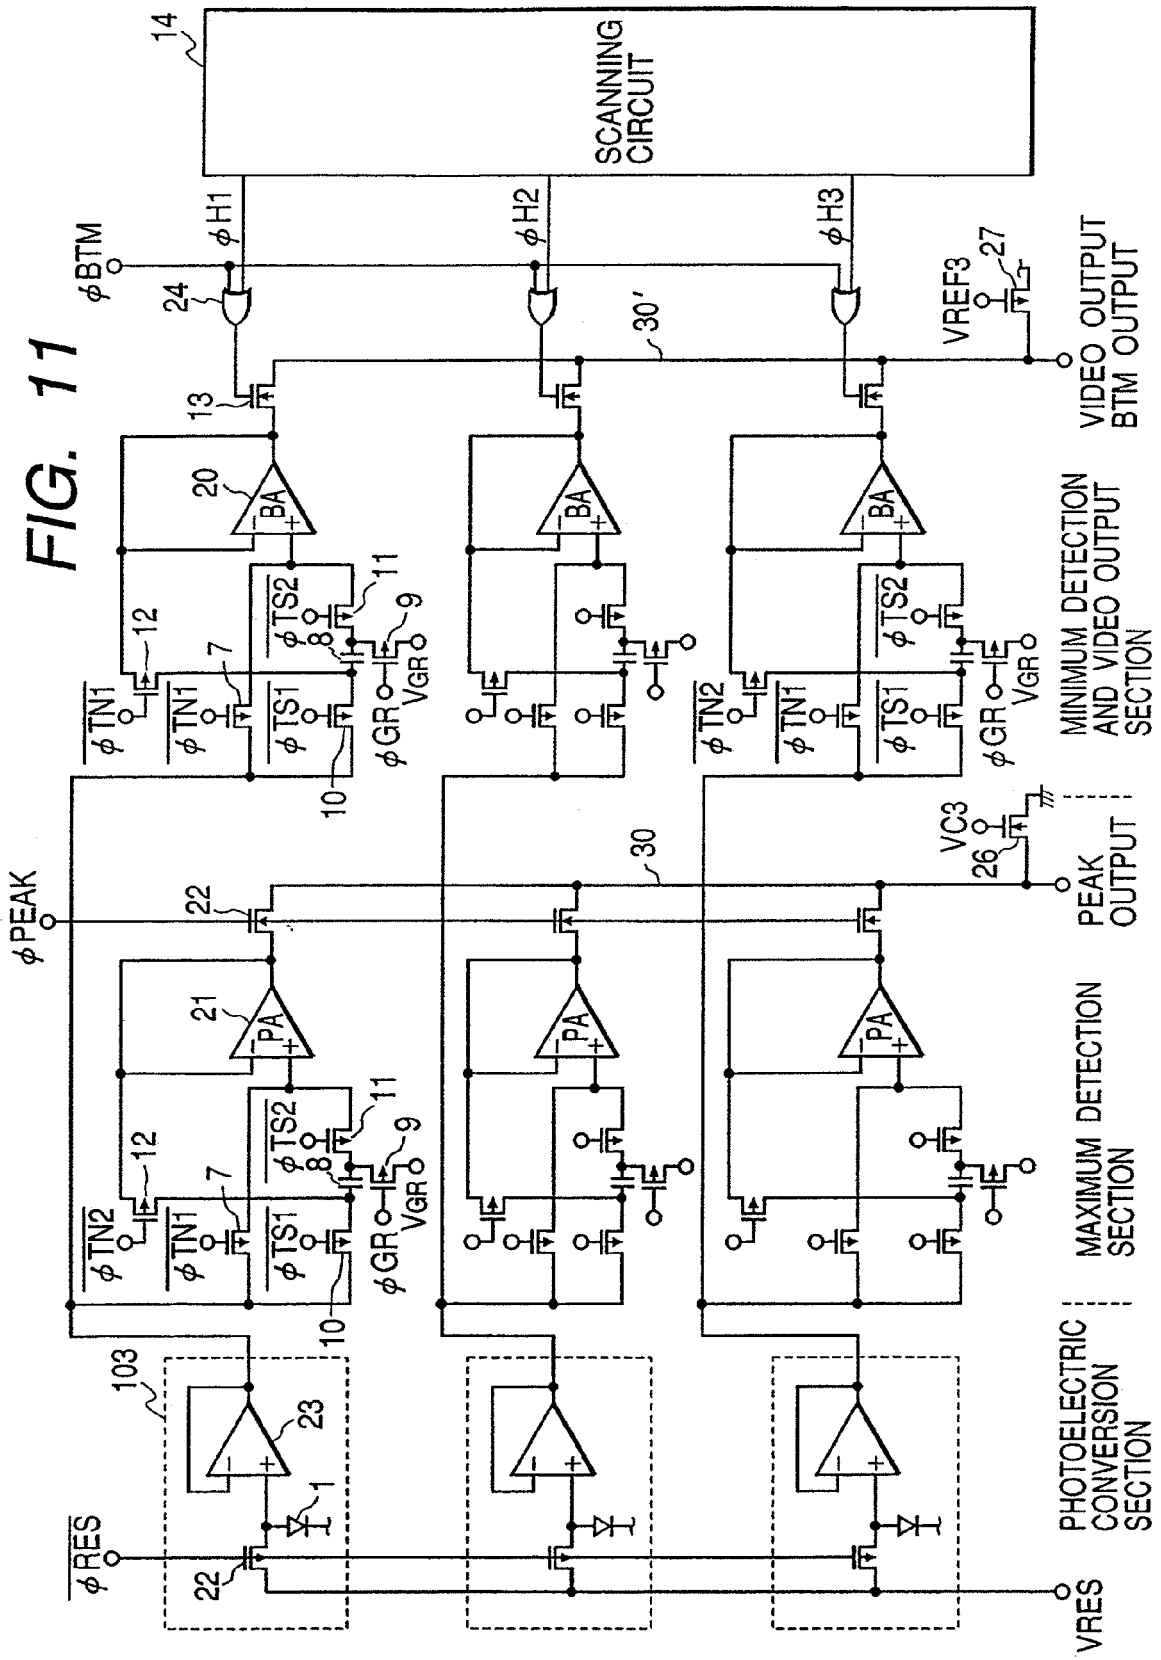 FIG. 11
14
SCANNING
CIRCUIT
φH1
φH2
φH3
φBTM
24
VREF3
27
30'
VIDEO OUTPUT
BTM OUTPUT
13
20
BA
−
+
BA
−
+
BA
−
+
12
φTN1
7
φTN1
φTS2
11
8
9
φTS1
10
φGR
VGR
φTN2
φTN1
φTS2
φTS1
φGR
VGR
MINIMUM DETECTION
AND VIDEO OUTPUT
SECTION
φPEAK
22
30
VC3
26
PEAK
OUTPUT
21
PA
−
+
PA
−
+
PA
−
+
12
φTN2
7
φTN1
φTS2
11
8
9
φTS1
10
φGR
VGR
MAXIMUM DETECTION
SECTION
103
23
−
+
−
+
−
+
1
φRES
22
VRES
PHOTOELECTRIC
CONVERSION
SECTION